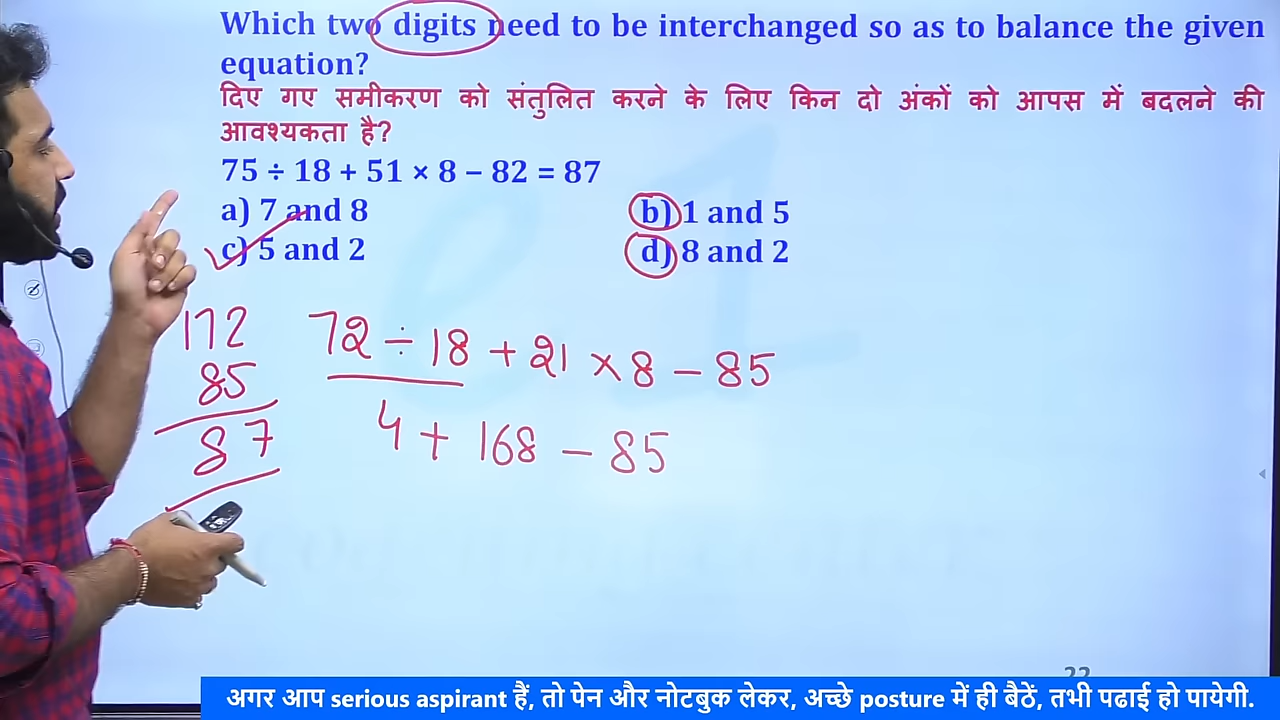 Which two digits need to be interchanged so as to balance the given
equation?
दिए गए समीकरण को संतुलित करने के लिए किन दो अंकों को आपस में बदलने की
आवश्यकता है?
75 ÷ 18 + 51 × 8 – 82 = 87
a) 7 and 8 b) 1 and 5
c) 5 and 2 d) 8 and 2
172
85
87
72 ÷ 18 + 21 × 8 – 85
4 + 168 – 85
अगर आप serious aspirant हैं, तो पेन और नोटबुक लेकर, अच्छे posture में ही बैठें, तभी पढाई हो पायेगी.